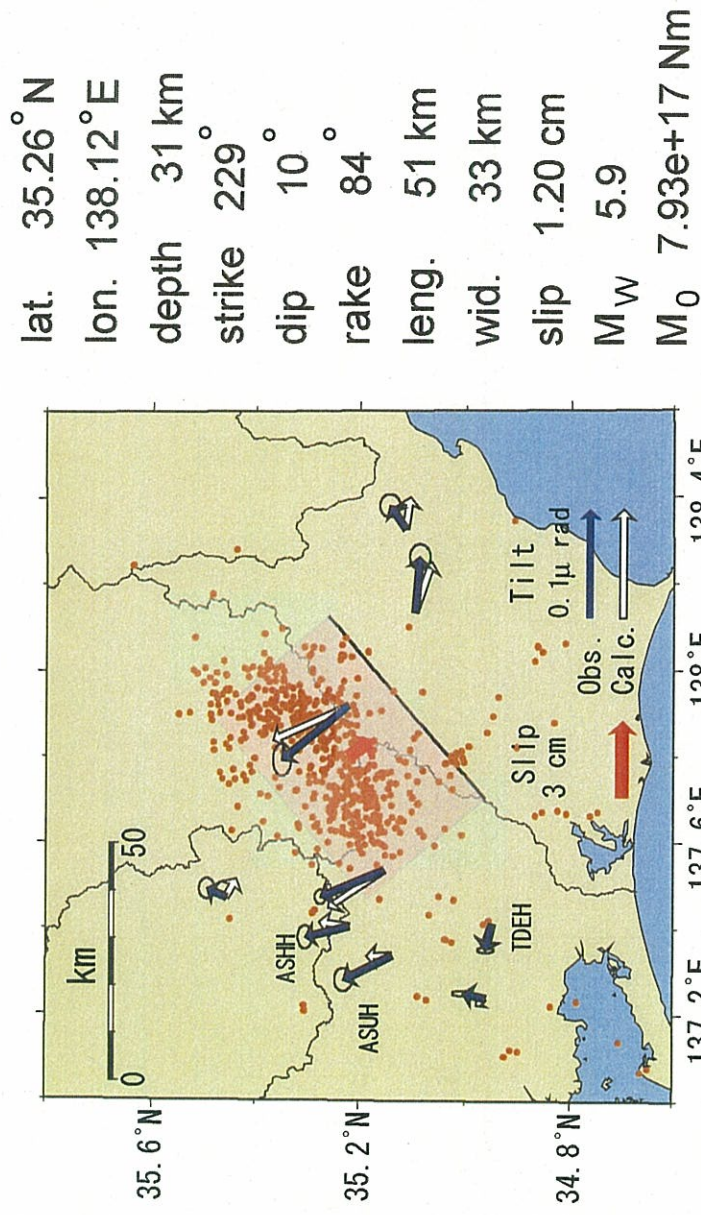 35.6°N
35.2°N
34.8°N
137.2°E
137.6°E
138°E
138.4°E
km
0 50
ASHH
ASUH
TDEH
Slip
3 cm
Tilt
0.1μ rad
Obs.
Calc.
lat. 35.26°N
lon. 138.12°E
depth 31 km
strike 229°
dip 10°
rake 84°
leng. 51 km
wid. 33 km
slip 1.20 cm
Mw 5.9
M0 7.93e+17 Nm